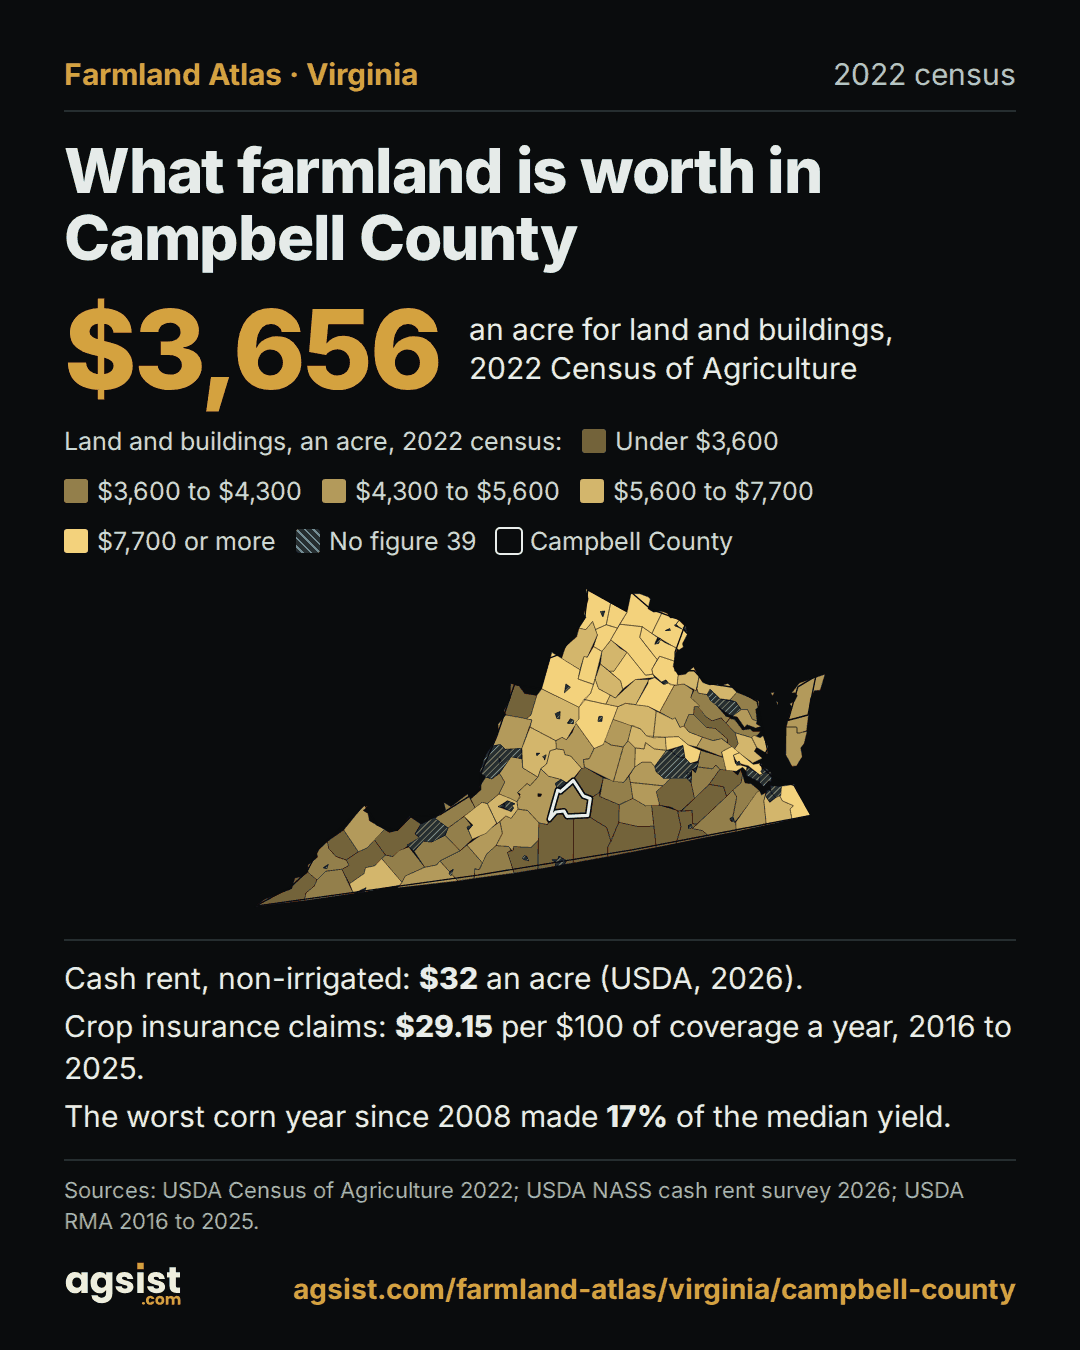 Farmland Atlas · Virginia
2022 census
What farmland is worth in
Campbell County
$3,656
an acre for land and buildings,
2022 Census of Agriculture
Land and buildings, an acre, 2022 census: Under $3,600
$3,600 to $4,300 $4,300 to $5,600 $5,600 to $7,700
$7,700 or more No figure 39 Campbell County
Cash rent, non-irrigated: $32 an acre (USDA, 2026).
Crop insurance claims: $29.15 per $100 of coverage a year, 2016 to
2025.
The worst corn year since 2008 made 17% of the median yield.
Sources: USDA Census of Agriculture 2022; USDA NASS cash rent survey 2026; USDA
RMA 2016 to 2025.
agsist
.com
agsist.com/farmland-atlas/virginia/campbell-county